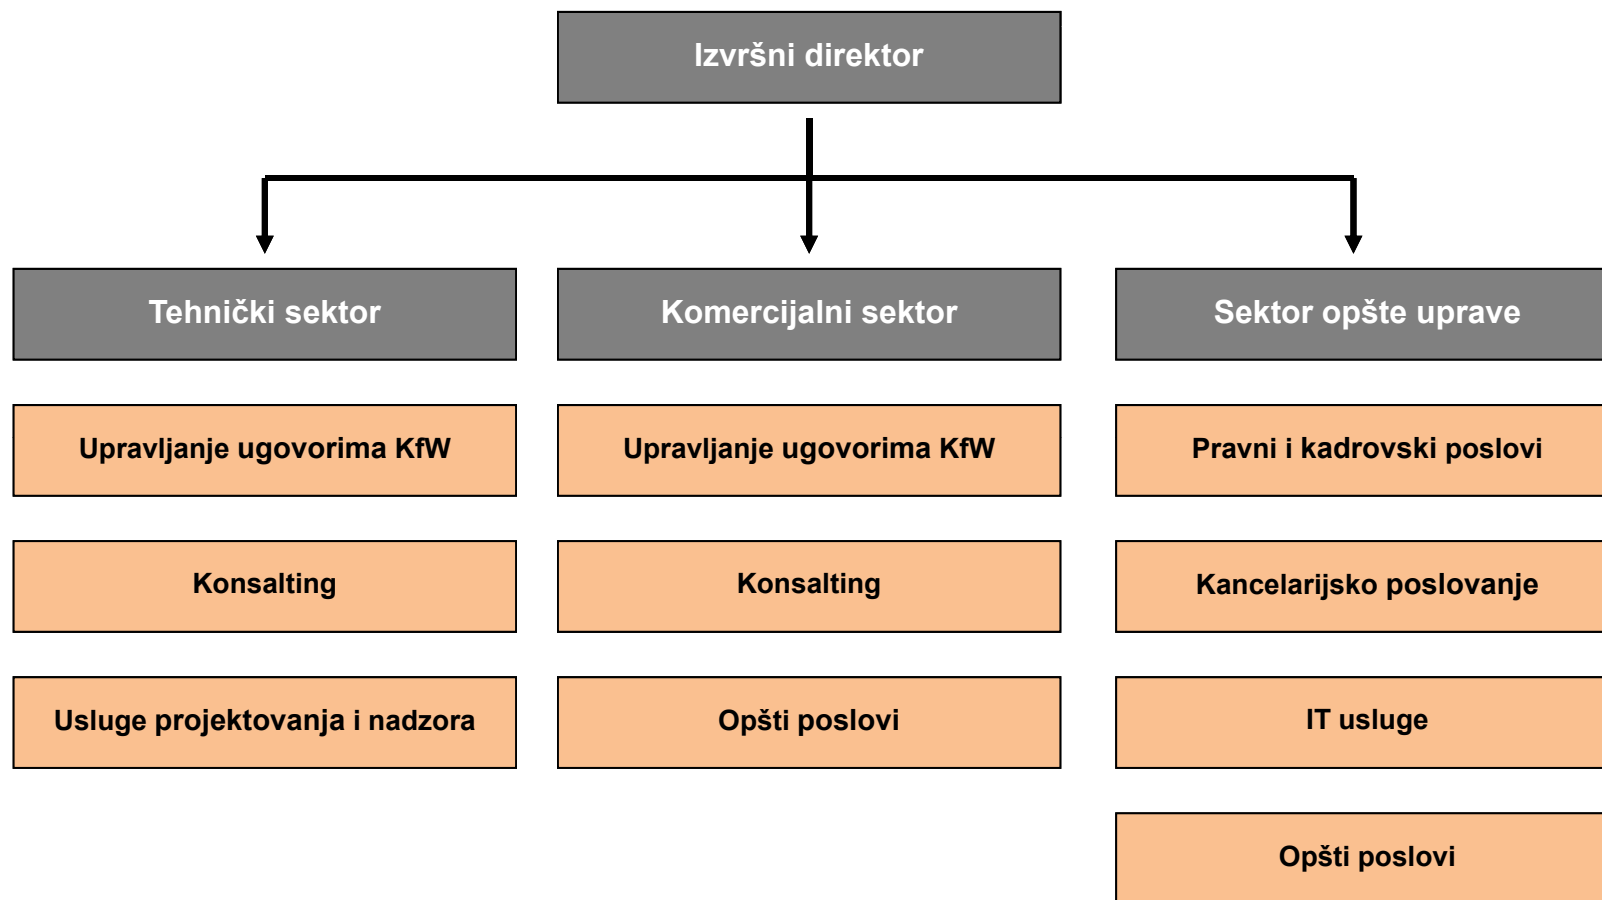 Izvršni direktor
Tehnički sektor
Komercijalni sektor
Sektor opšte uprave
Upravljanje ugovorima KfW
Upravljanje ugovorima KfW
Pravni i kadrovski poslovi
Konsalting
Konsalting
Kancelarijsko poslovanje
Usluge projektovanja i nadzora
Opšti poslovi
IT usluge
Opšti poslovi